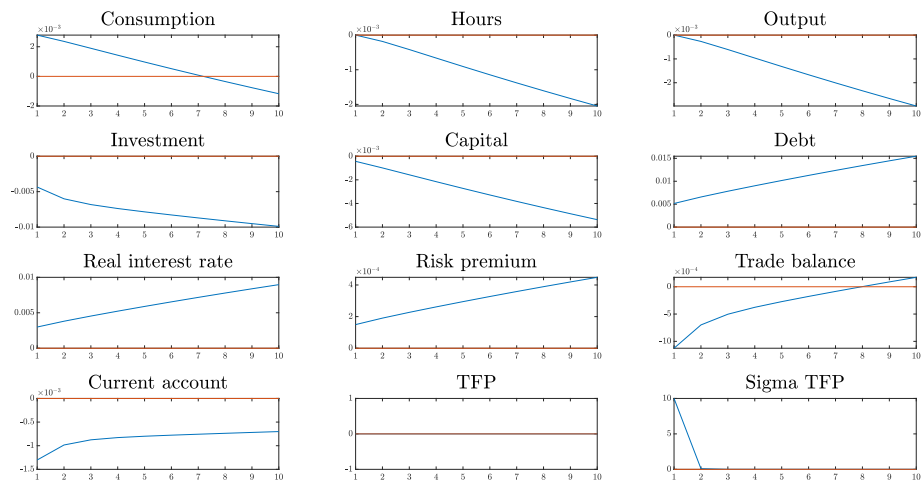 Consumption Hours Output
×10⁻³ ×10⁻³ ×10⁻³
2 0 -2
0 -1 -2
0 -1 -2
1 2 3 4 5 6 7 8 9 10
1 2 3 4 5 6 7 8 9 10
1 2 3 4 5 6 7 8 9 10
Investment Capital Debt
×10⁻³
0 -0.005 -0.01
0 -2 -4 -6
0.015 0.01 0.005 0
1 2 3 4 5 6 7 8 9 10
1 2 3 4 5 6 7 8 9 10
1 2 3 4 5 6 7 8 9 10
Real interest rate Risk premium Trade balance
×10⁻⁴ ×10⁻⁴
0.01 0.005 0
4 2 0
0 -5 -10
1 2 3 4 5 6 7 8 9 10
1 2 3 4 5 6 7 8 9 10
1 2 3 4 5 6 7 8 9 10
Current account TFP Sigma TFP
×10⁻³
0 -0.5 -1 -1.5
1 0 -1
10 5 0
1 2 3 4 5 6 7 8 9 10
1 2 3 4 5 6 7 8 9 10
1 2 3 4 5 6 7 8 9 10